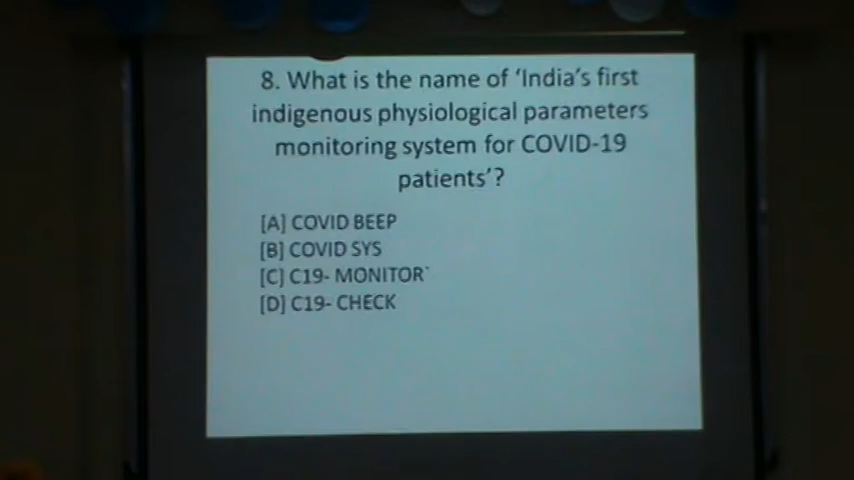 8. What is the name of ‘India’s first
indigenous physiological parameters
monitoring system for COVID-19
patients’?
[A] COVID BEEP
[B] COVID SYS
[C] C19- MONITOR`
[D] C19- CHECK